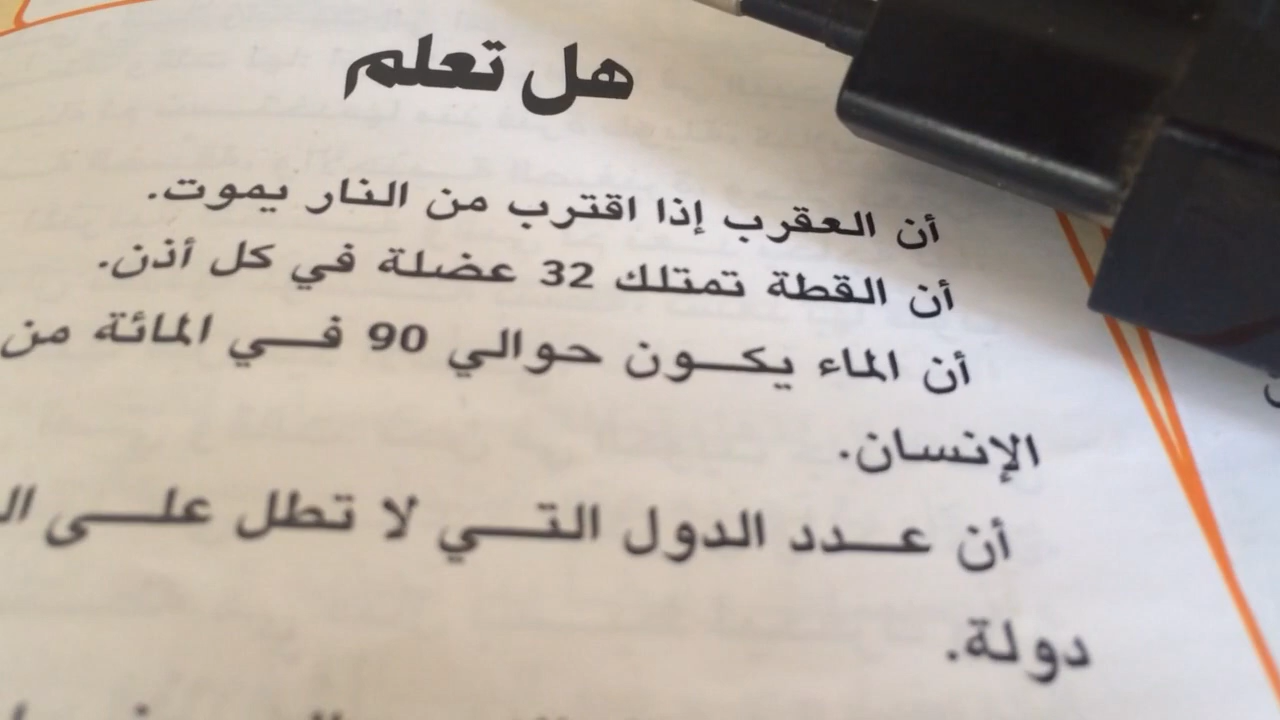 هل تعلم
أن العقرب إذا اقترب من النار يموت.
أن القطة تمتلك 32 عضلة في كل أذن.
أن الماء يكون حوالي 90 في المائة من
الإنسان.
أن عدد الدول التي لا تطل على
دولة.